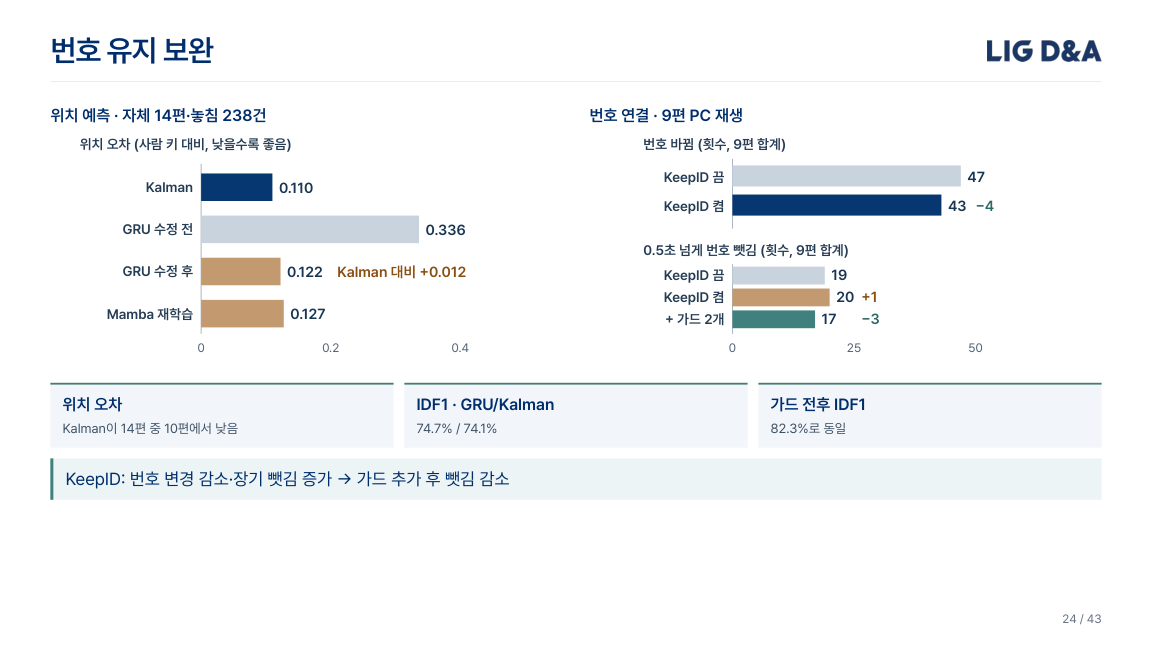 번호 유지 보완
LIG D&A
위치 예측 · 자체 14편·놓침 238건
위치 오차 (사람 키 대비, 낮을수록 좋음)
Kalman 0.110
GRU 수정 전 0.336
GRU 수정 후 0.122 Kalman 대비 +0.012
Mamba 재학습 0.127
0 0.2 0.4
번호 연결 · 9편 PC 재생
번호 바뀜 (횟수, 9편 합계)
KeepID 끔 47
KeepID 켬 43 −4
0.5초 넘게 번호 뺏김 (횟수, 9편 합계)
KeepID 끔 19
KeepID 켬 20 +1
+ 가드 2개 17 −3
0 25 50
위치 오차
Kalman이 14편 중 10편에서 낮음
IDF1 · GRU/Kalman
74.7% / 74.1%
가드 전후 IDF1
82.3%로 동일
KeepID: 번호 변경 감소·장기 뺏김 증가 → 가드 추가 후 뺏김 감소
24 / 43